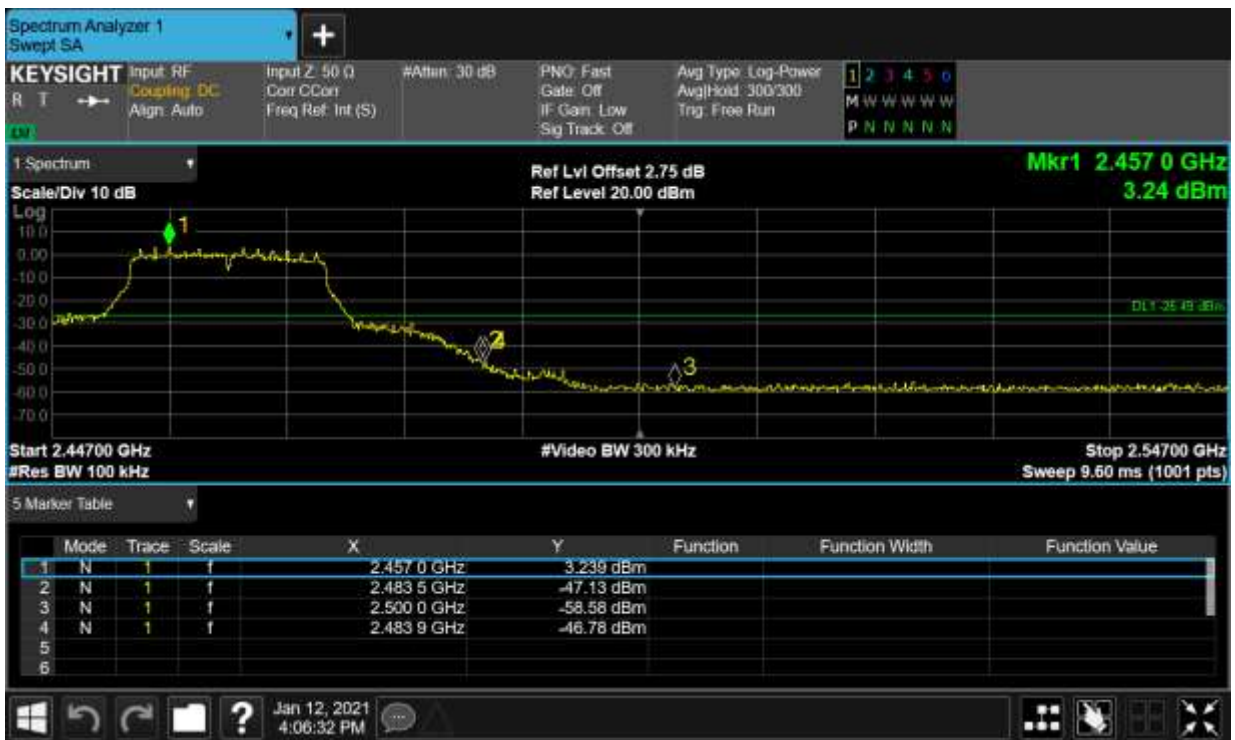 Spectrum Analyzer 1
Swept SA
KEYSIGHT
R T
Input: RF
Coupling: DC
Align: Auto
Input Z: 50 Ω
Corr CCorr
Freq Ref: Int (S)
#Atten: 30 dB
PNO: Fast
Gate: Off
IF Gain: Low
Sig Track: Off
Avg Type: Log-Power
Avg|Hold: 300/300
Trig: Free Run
1 2 3 4 5 6
M W W W W W
P N N N N N
1 Spectrum
Scale/Div 10 dB
Ref Lvl Offset 2.75 dB
Ref Level 20.00 dBm
Mkr1 2.457 0 GHz
3.24 dBm
Log
10.0
0.00
-10.0
-20.0
-30.0
-40.0
-50.0
-60.0
-70.0
1
2
3
Start 2.44700 GHz
#Res BW 100 kHz
#Video BW 300 kHz
Stop 2.54700 GHz
Sweep 9.60 ms (1001 pts)
5 Marker Table
Mode Trace Scale X Y Function Function Width Function Value
1 N 1 f 2.457 0 GHz 3.239 dBm
2 N 1 f 2.483 5 GHz -47.13 dBm
3 N 1 f 2.500 0 GHz -58.58 dBm
4 N 1 f 2.483 9 GHz -46.78 dBm
5
6
?
Jan 12, 2021
4:06:32 PM